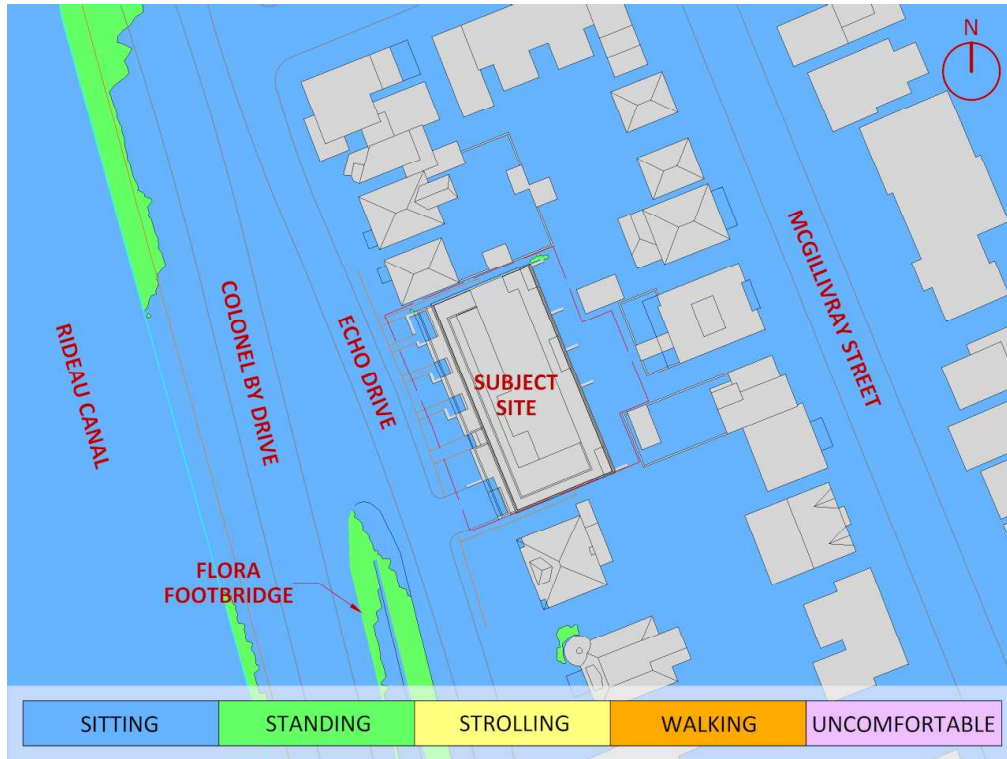 N
MCGILLIVRAY STREET
COLONEL BY DRIVE
ECHO DRIVE
RIDEAU CANAL
SUBJECT
SITE
FLORA
FOOTBRIDGE
SITTING
STANDING
STROLLING
WALKING
UNCOMFORTABLE